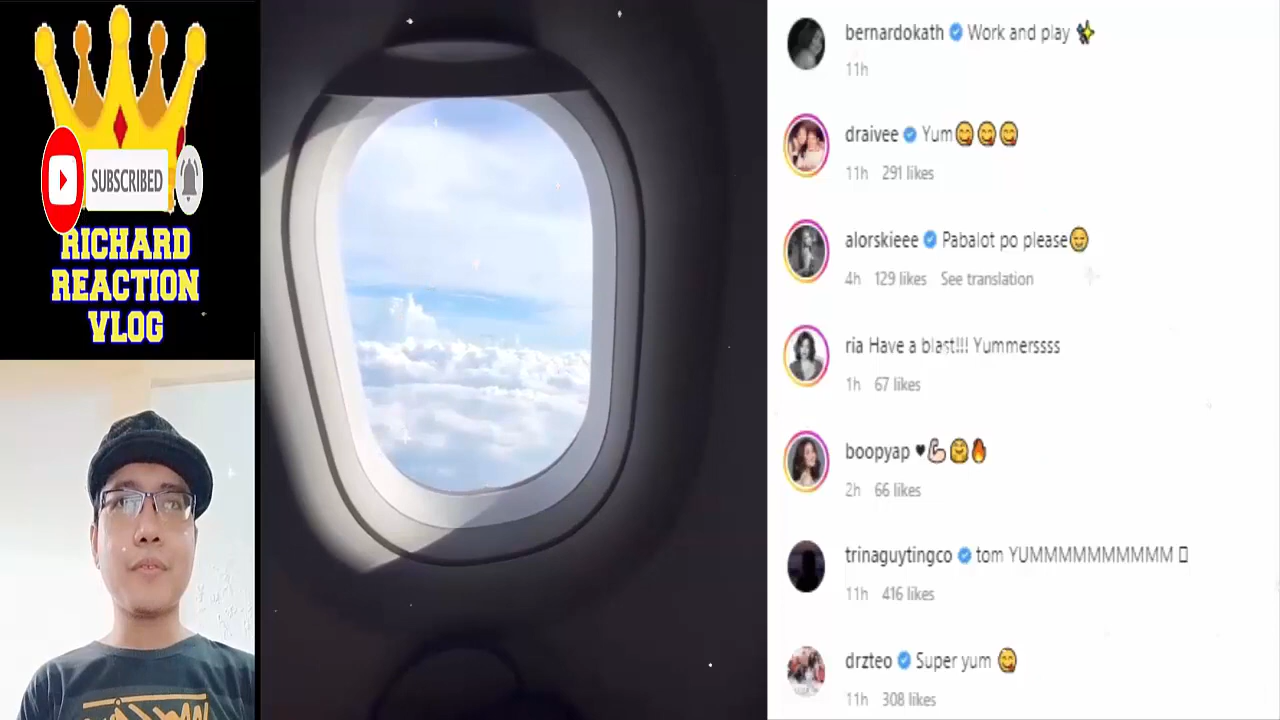 SUBSCRIBED
RICHARD
REACTION
VLOG
bernardokath Work and play
11h
draivee Yum
11h 291 likes
alorskieee Pabalot po please
4h 129 likes See translation
ria Have a blast!!! Yummerssss
1h 67 likes
boopyap
2h 66 likes
trinaguytingco tom YUMMMMMMMMMM
11h 416 likes
drzteo Super yum
11h 308 likes